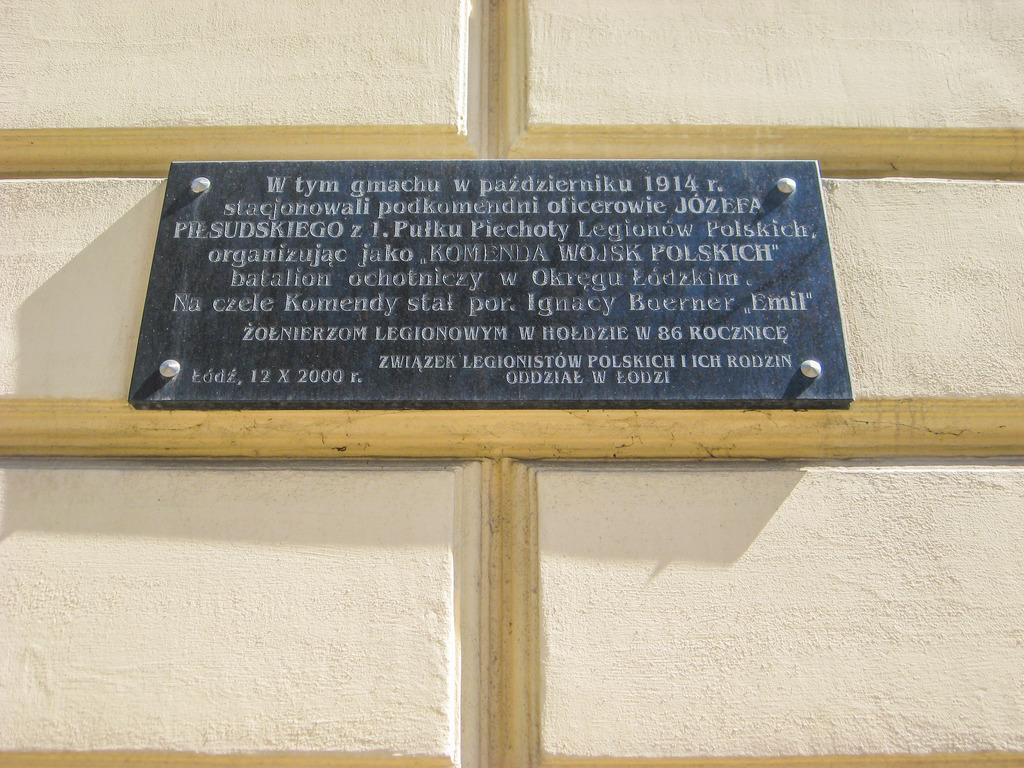 W tym gmachu w październiku 1914 r.
stacjonowali podkomendni oficerowie JÓZEFA
PIŁSUDSKIEGO z 1. Pułku Piechoty Legionów Polskich,
organizując jako „KOMENDA WOJSK POLSKICH"
batalion ochotniczy w Okręgu Łódzkim.
Na czele Komendy stał por. Ignacy Boerner „Emil"
ŻOŁNIERZOM LEGIONOWYM W HOŁDZIE W 86 ROCZNICĘ
ZWIĄZEK LEGIONISTÓW POLSKICH I ICH RODZIN
ODDZIAŁ W ŁODZI
Łódź, 12 X 2000 r.